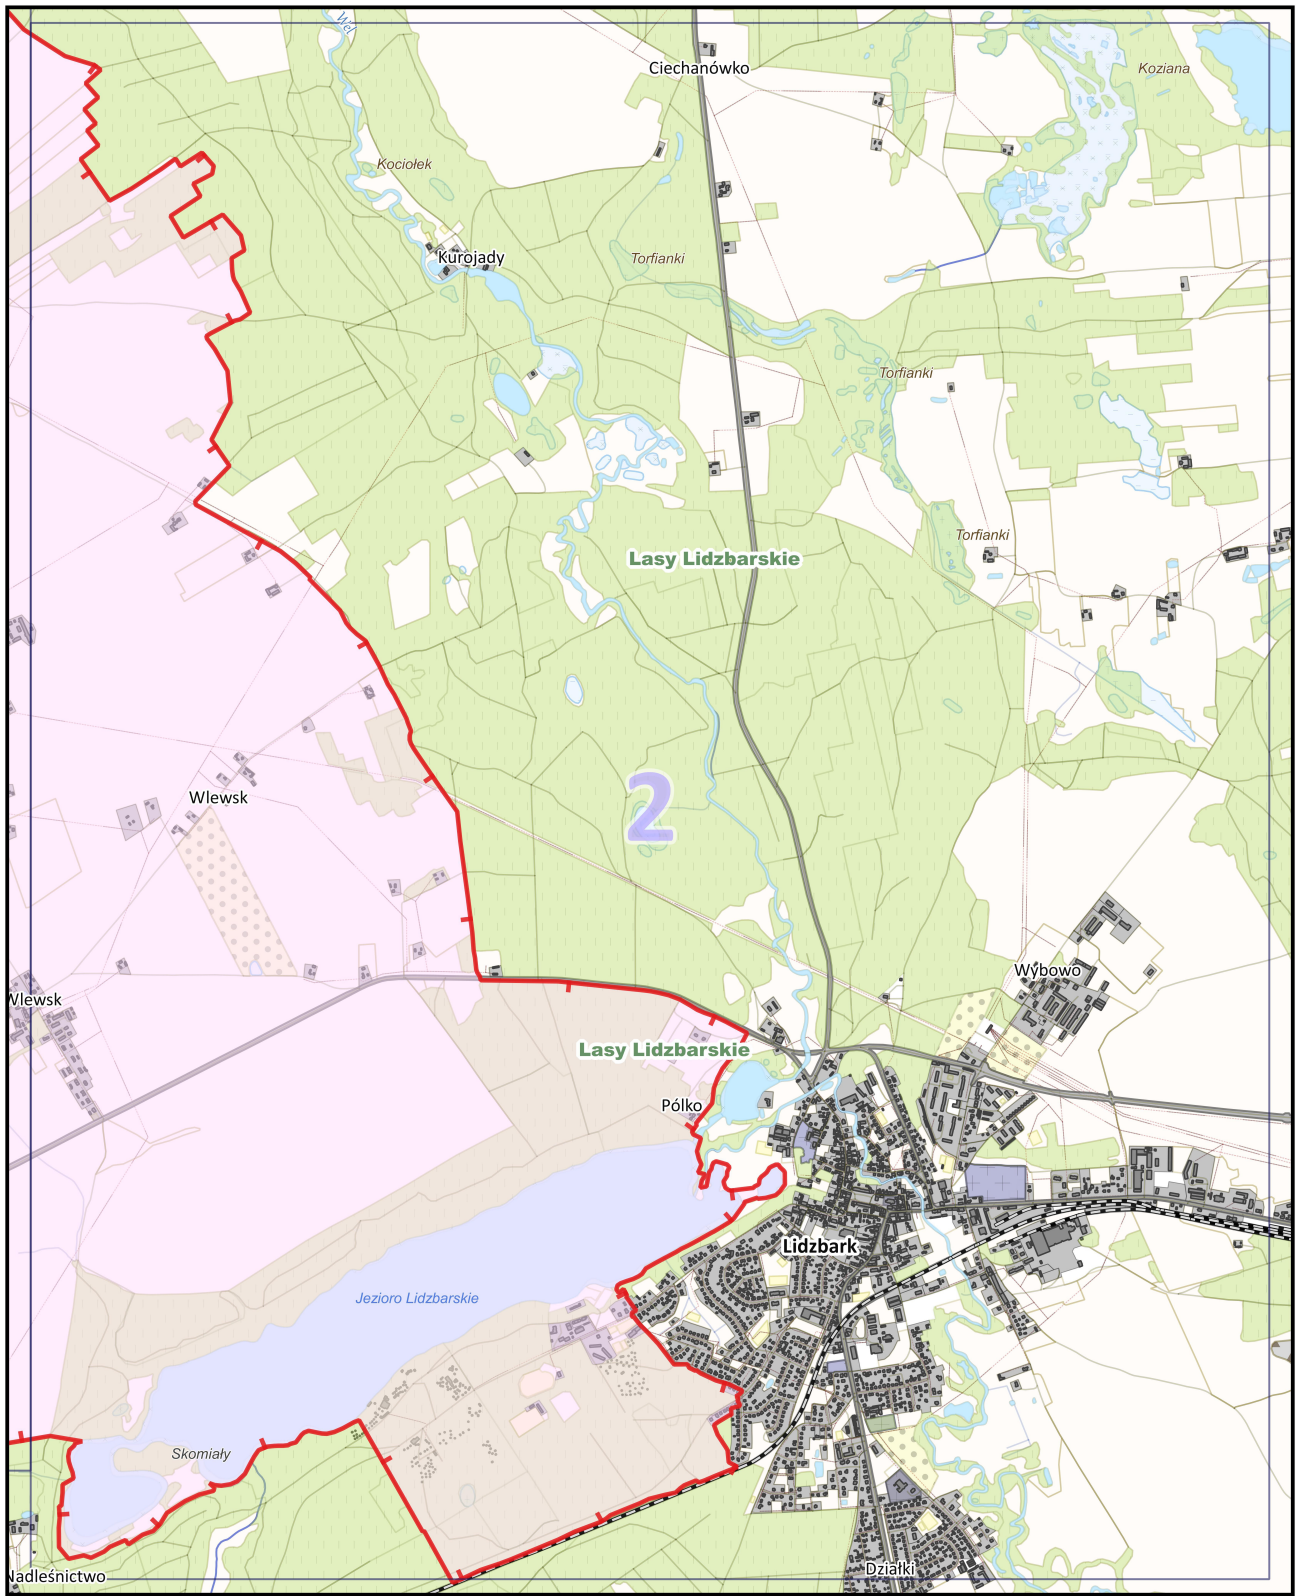 Wel
Ciechanówko
Koziana
Kociołek
Kurojady
Torfianki
Torfianki
Torfianki
Lasy Lidzbarskie
2
Wlewsk
Wybowo
Wlewsk
Lasy Lidzbarskie
Pólko
Lidzbark
Jezioro Lidzbarskie
Skomiały
Nadleśnictwo
Działki